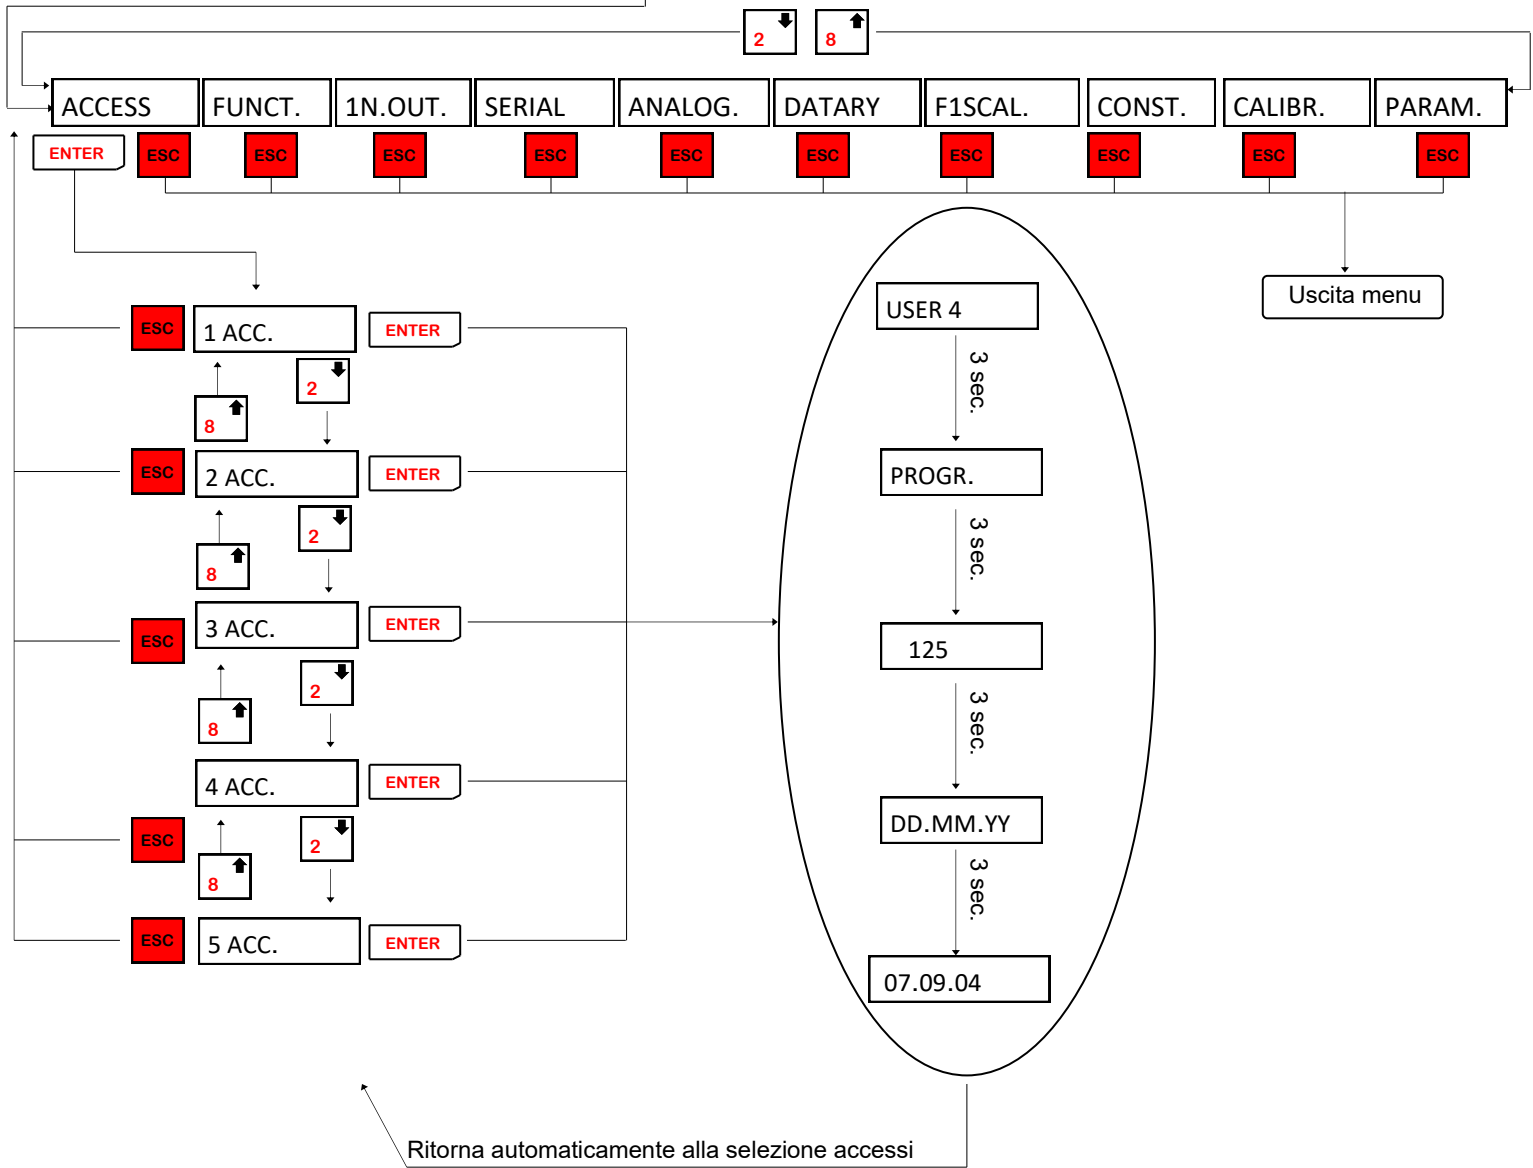 2 8
ACCESS FUNCT. 1N.OUT. SERIAL ANALOG. DATARY F1SCAL. CONST. CALIBR. PARAM.
ENTER ESC ESC ESC ESC ESC ESC ESC ESC ESC ESC
Uscita menu
ESC 1 ACC. ENTER
2
8
ESC 2 ACC. ENTER
2
8
ESC 3 ACC. ENTER
2
8
4 ACC. ENTER
ESC
2
8
ESC 5 ACC. ENTER
USER 4
3 sec.
PROGR.
3 sec.
125
3 sec.
DD.MM.YY
3 sec.
07.09.04
Ritorna automaticamente alla selezione accessi